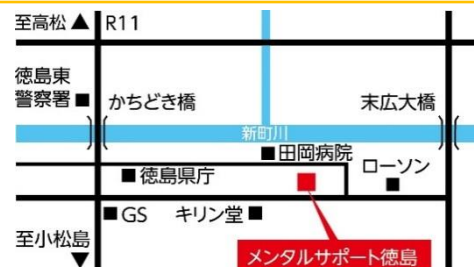 至高松▲
R11
徳島東
警察署■
かちどき橋
末広大橋
新町川
■田岡病院
ローソン
■
■徳島県庁
■GS
キリン堂■
至小松島
▼
メンタルサポート徳島